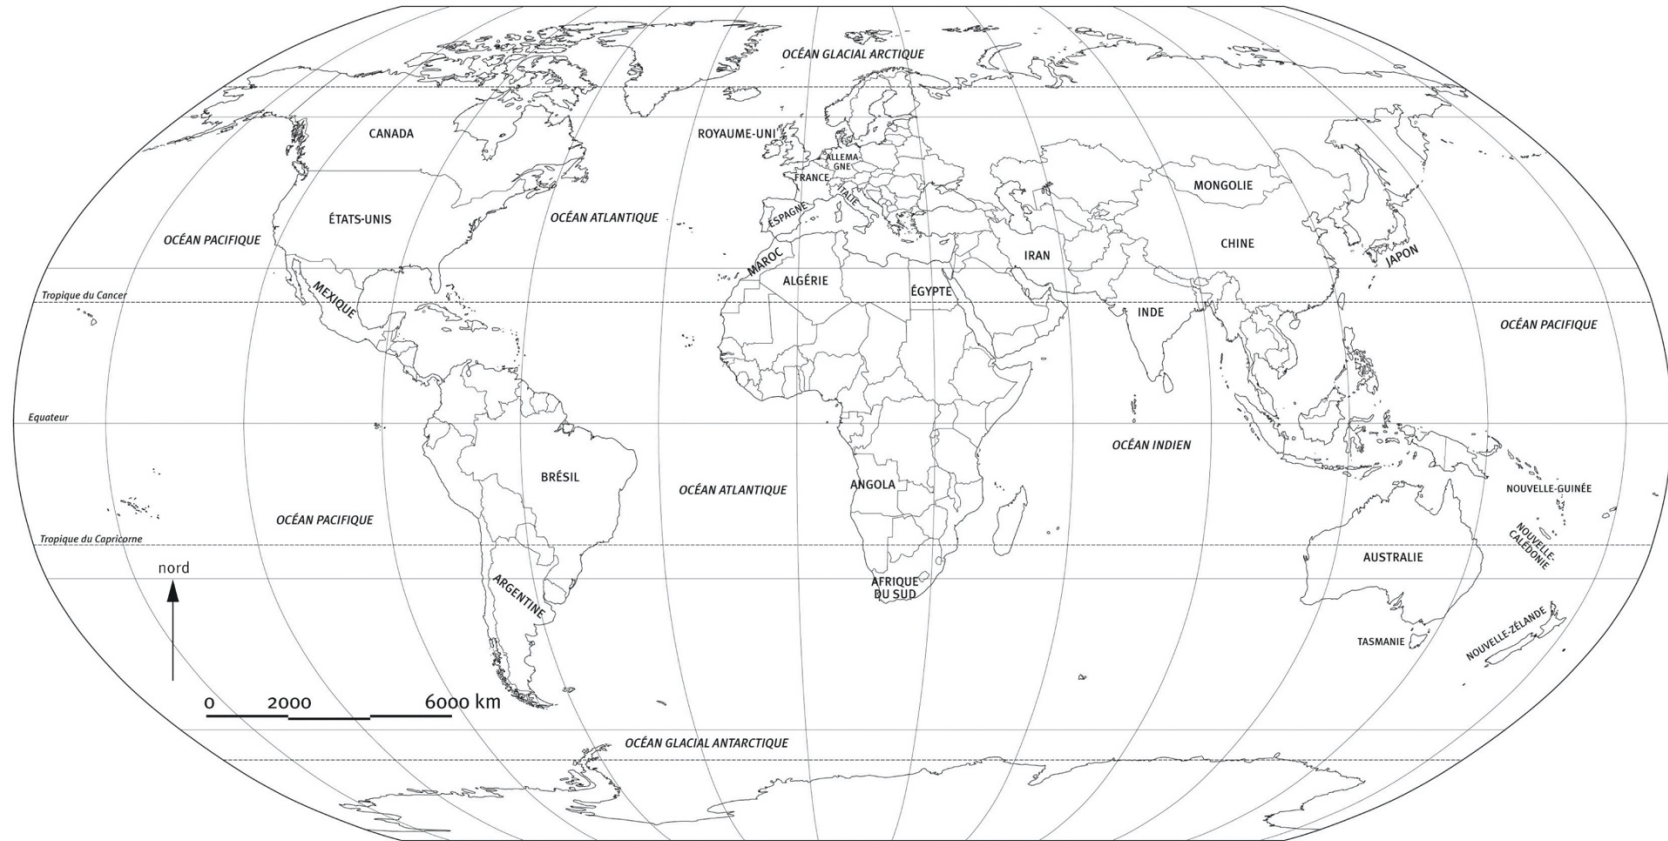 OCÉAN GLACIAL ARCTIQUE
CANADA
ROYAUME-UNI
ALLEMA-
GNE
FRANCE
ITALIE
ESPAGNE
MONGOLIE
ÉTATS-UNIS
OCÉAN ATLANTIQUE
OCÉAN PACIFIQUE
CHINE
JAPON
IRAN
MAROC
ALGÉRIE
ÉGYPTE
Tropique du Cancer
MEXIQUE
INDE
OCÉAN PACIFIQUE
Equateur
OCÉAN INDIEN
BRÉSIL
OCÉAN ATLANTIQUE
ANGOLA
NOUVELLE-GUINÉE
OCÉAN PACIFIQUE
Tropique du Capricorne
NOUVELLE-
CALÉDONIE
AUSTRALIE
nord
ARGENTINE
AFRIQUE
DU SUD
TASMANIE
NOUVELLE-ZÉLANDE
0 2000 6000 km
OCÉAN GLACIAL ANTARCTIQUE